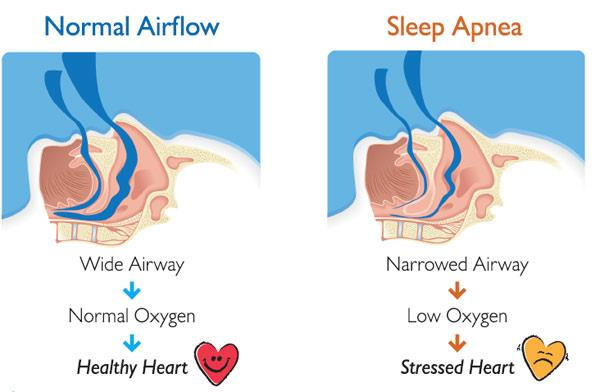 Normal Airflow
Wide Airway
Normal Oxygen
Healthy Heart
Sleep Apnea
Narrowed Airway
Low Oxygen
Stressed Heart